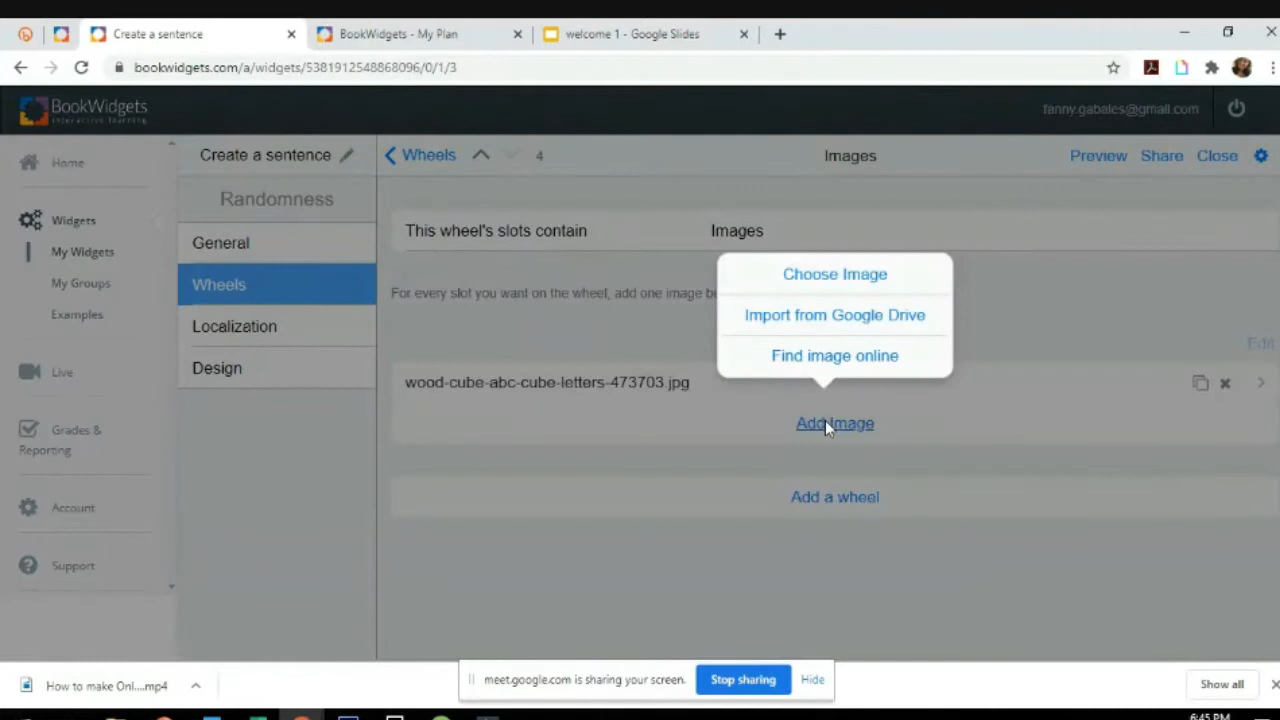 Create a sentence
BookWidgets - My Plan
welcome 1 - Google Slides
bookwidgets.com/a/widgets/5381912548868096/0/1/3
BookWidgets
interactive learning
fanny.gabales@gmail.com
Home
Widgets
My Widgets
My Groups
Examples
Live
Grades &
Reporting
Account
Support
Create a sentence
Randomness
General
Wheels
Localization
Design
Wheels 4 Images Preview Share Close
This wheel's slots contain Images
Choose Image
For every slot you want on the wheel, add one image
Import from Google Drive
Edit
Find image online
wood-cube-abc-cube-letters-473703.jpg
Add Image
Add a wheel
How to make Onl....mp4
meet.google.com is sharing your screen.
Stop sharing
Hide
Show all
6:45 PM